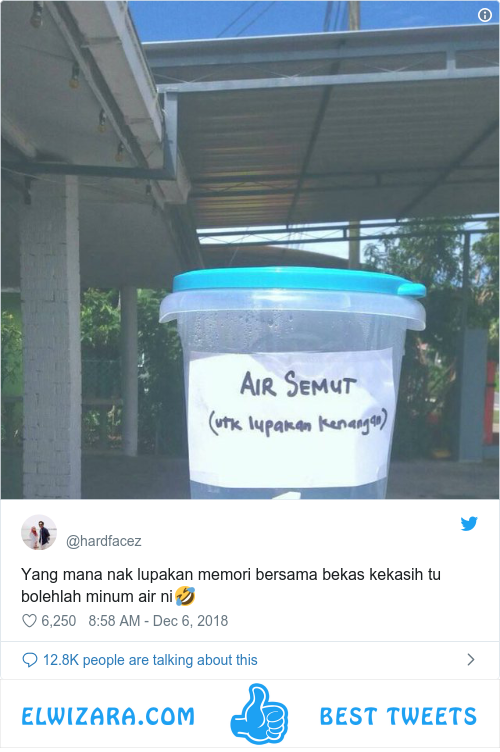 AIR SEMUT
(utk lupakan kenangan)
@hardfacez
Yang mana nak lupakan memori bersama bekas kekasih tu
bolehlah minum air ni🤣
6,250 8:58 AM - Dec 6, 2018
12.8K people are talking about this
ELWIZARA.COM BEST TWEETS